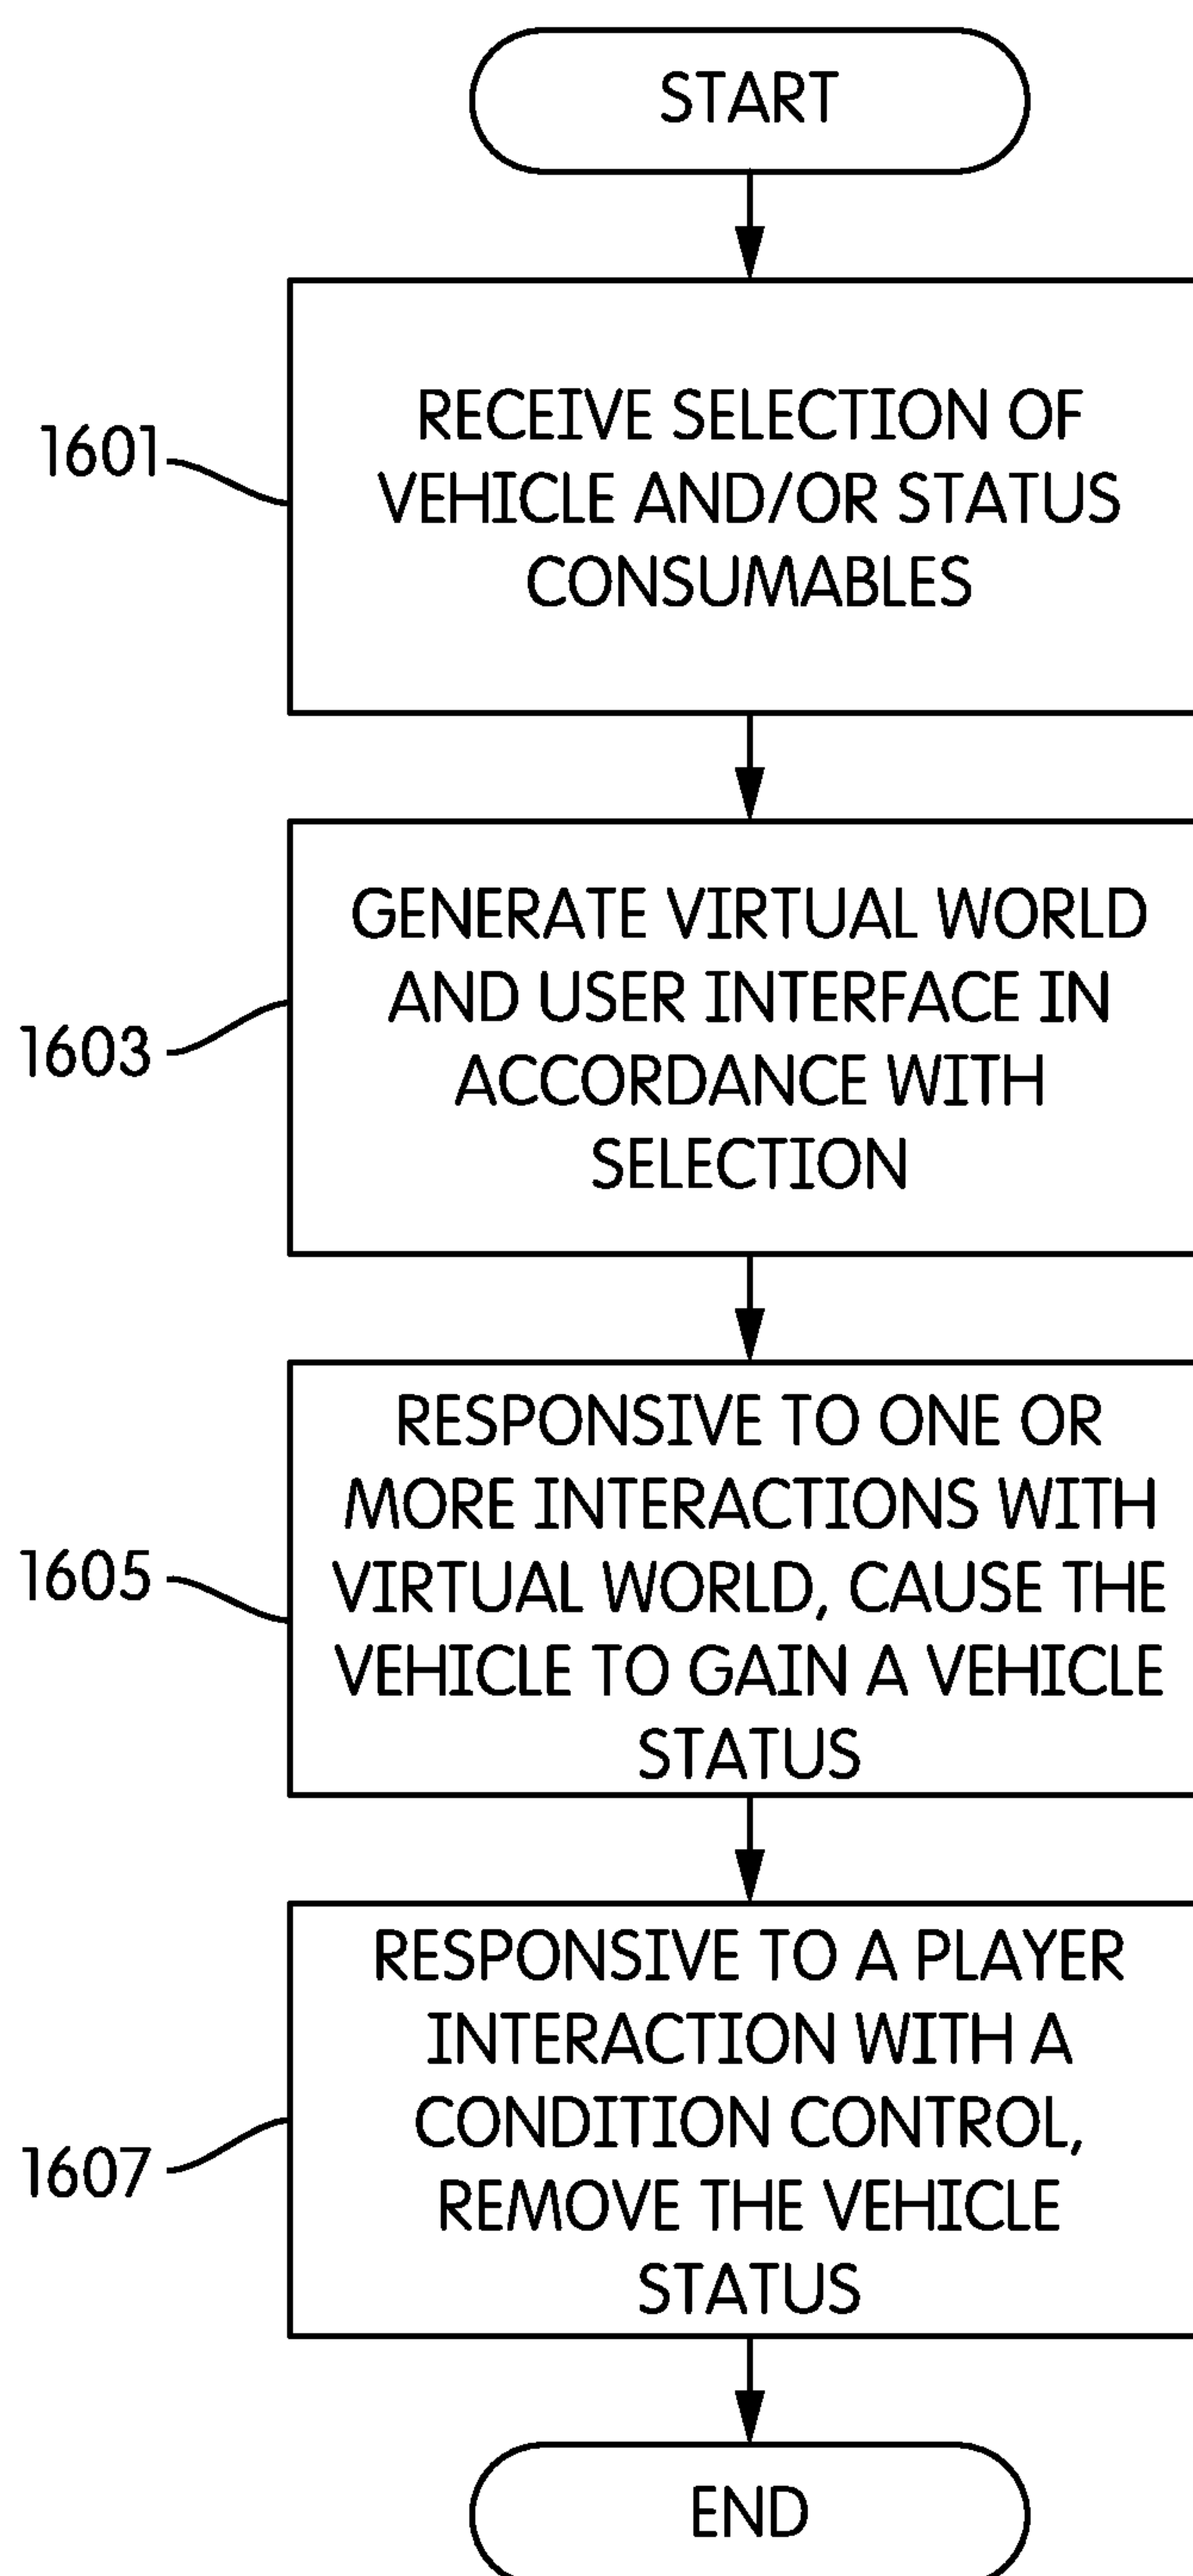 START
1601
RECEIVE SELECTION OF
VEHICLE AND/OR STATUS
CONSUMABLES
1603
GENERATE VIRTUAL WORLD
AND USER INTERFACE IN
ACCORDANCE WITH
SELECTION
1605
RESPONSIVE TO ONE OR
MORE INTERACTIONS WITH
VIRTUAL WORLD, CAUSE THE
VEHICLE TO GAIN A VEHICLE
STATUS
1607
RESPONSIVE TO A PLAYER
INTERACTION WITH A
CONDITION CONTROL,
REMOVE THE VEHICLE
STATUS
END